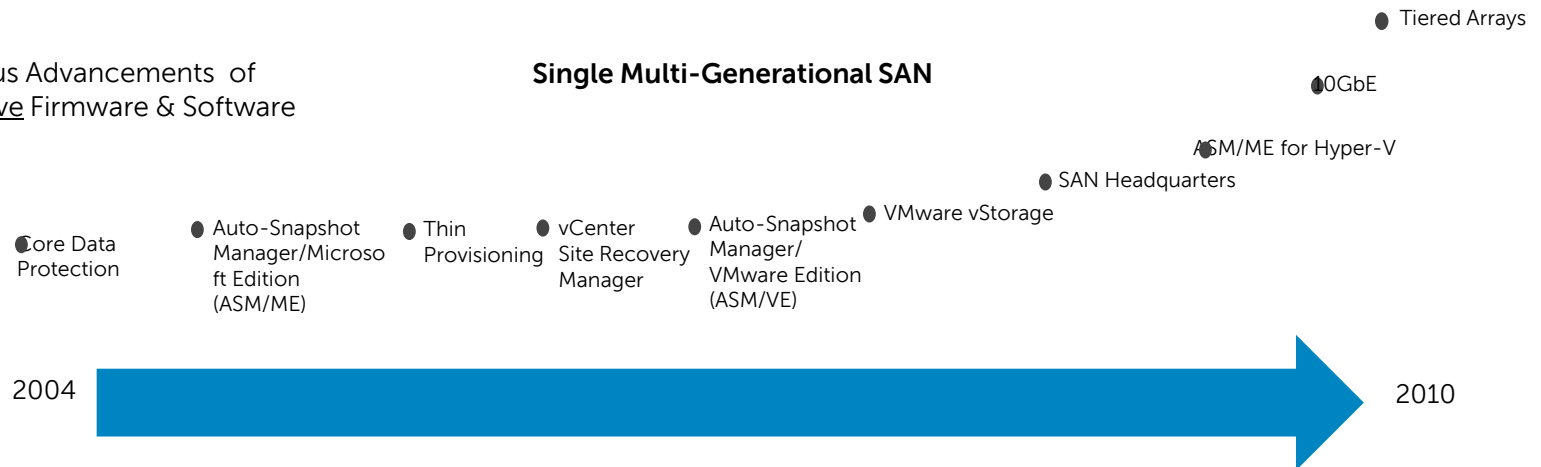 Tiered Arrays
us Advancements of
ve Firmware & Software
Single Multi-Generational SAN
10GbE
ASM/ME for Hyper-V
SAN Headquarters
VMware vStorage
Core Data
Protection
Auto-Snapshot
Manager/Microso
ft Edition
(ASM/ME)
Thin
Provisioning
vCenter
Site Recovery
Manager
Auto-Snapshot
Manager/
VMware Edition
(ASM/VE)
2004
2010